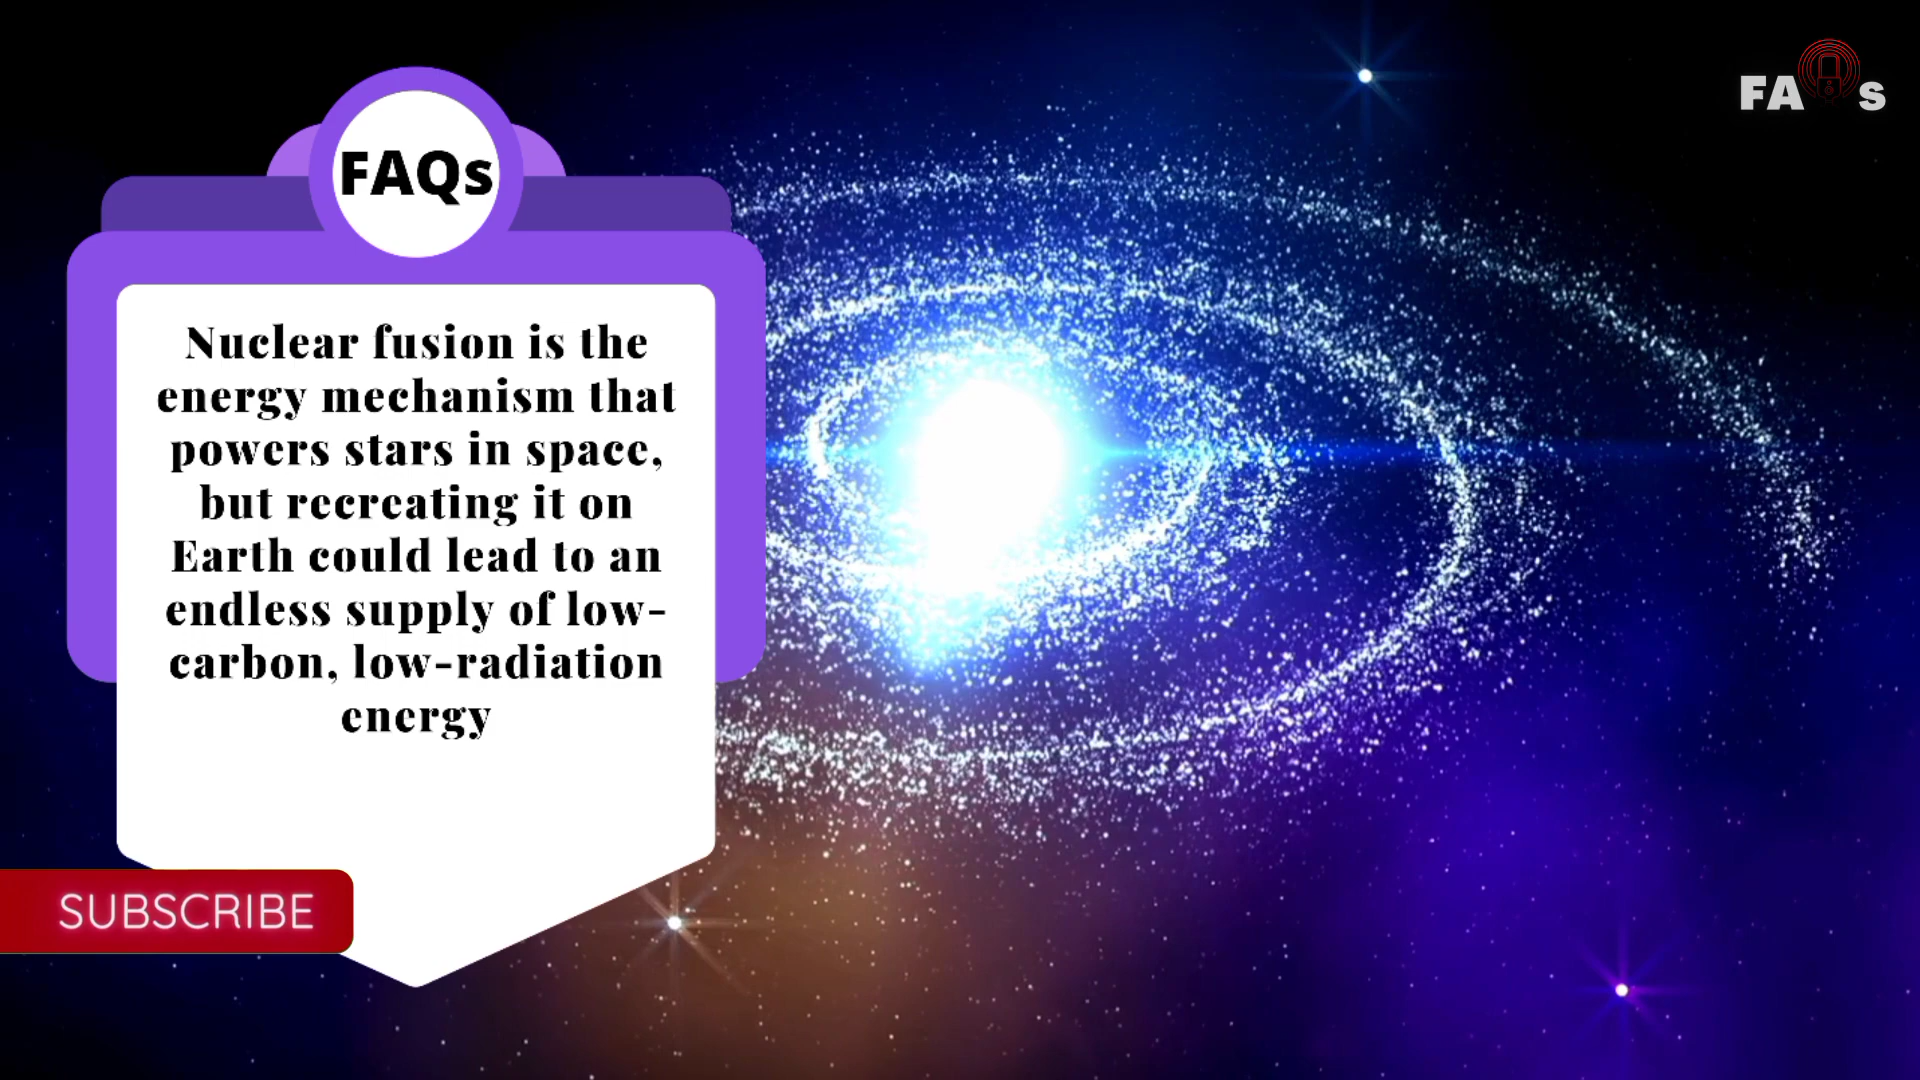 FAQs
FAQs
Nuclear fusion is the
energy mechanism that
powers stars in space,
but recreating it on
Earth could lead to an
endless supply of low-
carbon, low-radiation
energy
SUBSCRIBE